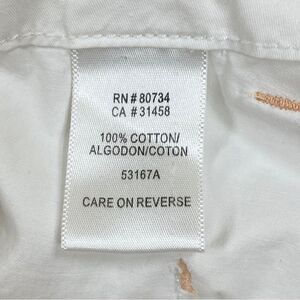 RN # 80734
CA # 31458
100% COTTON/
ALGODON/COTON
53167A
CARE ON REVERSE